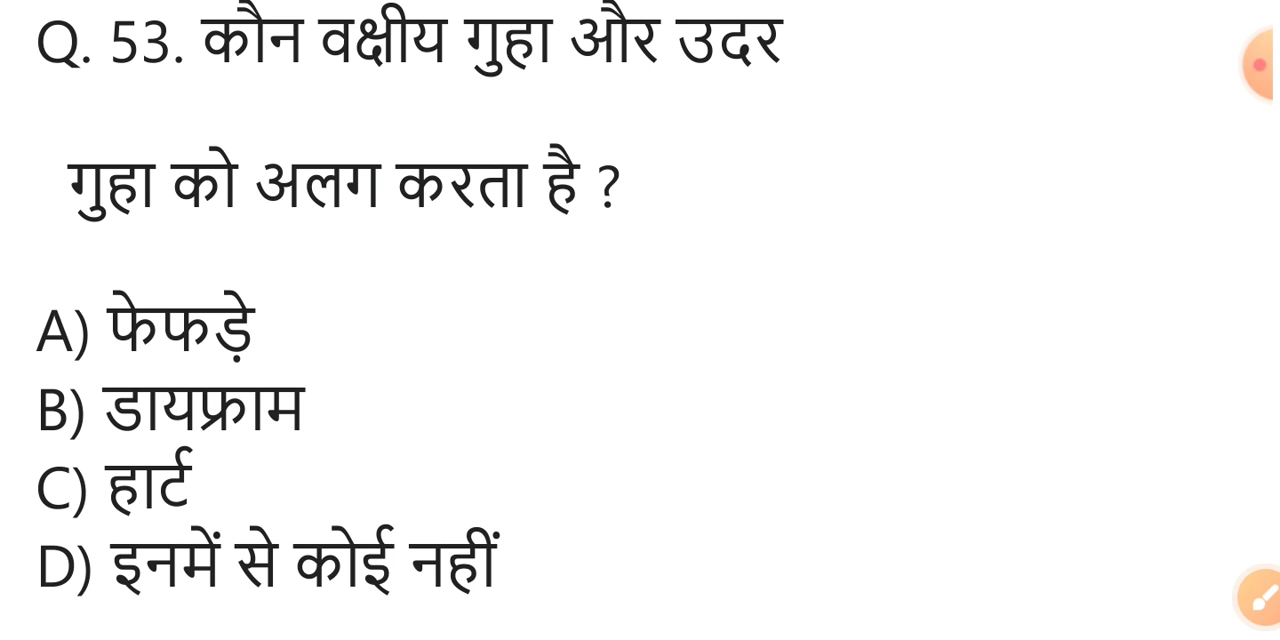 Q. 53. कौन वक्षीय गुहा और उदर
गुहा को अलग करता है ?
A) फेफड़े
B) डायफ्राम
C) हार्ट
D) इनमें से कोई नहीं